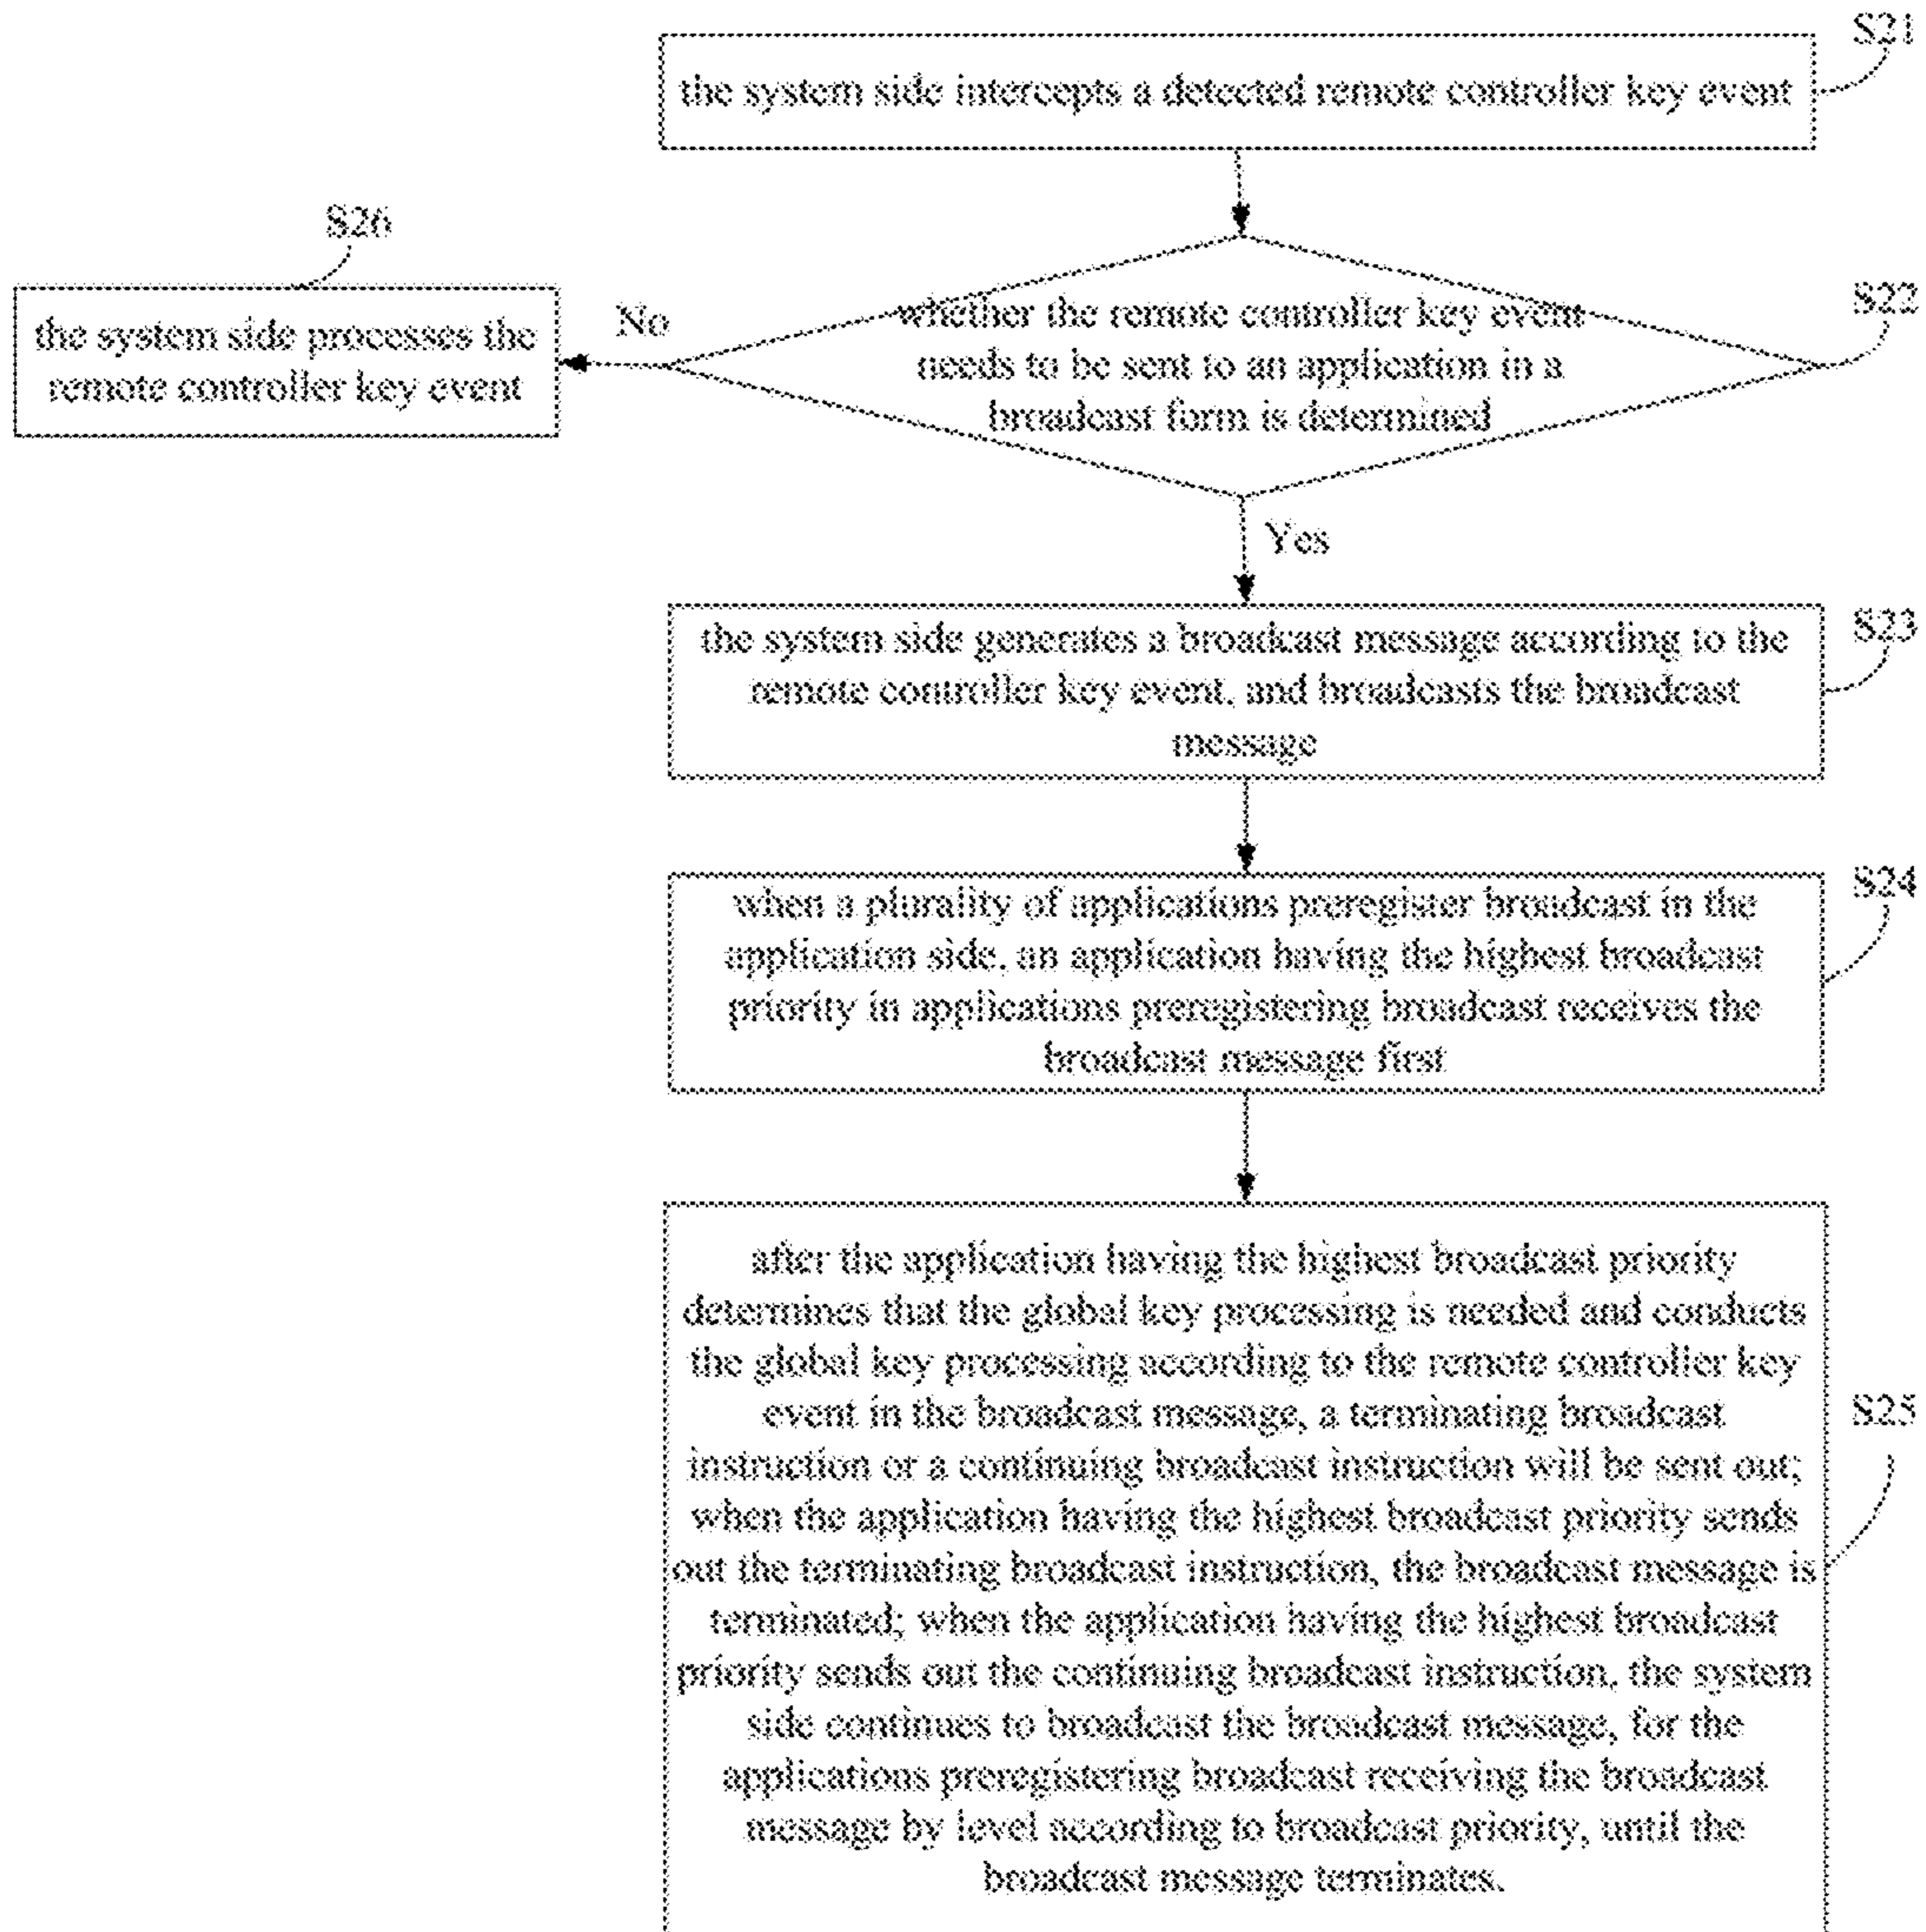 S21
the system side intercepts a detected remote controller key event
S26
the system side processes the
remote controller key event
No
S22
whether the remote controller key event
needs to be sent to an application in a
broadcast form is determined
Yes
S23
the system side generates a broadcast message according to the
remote controller key event, and broadcasts the broadcast
message
S24
when a plurality of applications preregister broadcast in the
application side, an application having the highest broadcast
priority in applications preregistering broadcast receives the
broadcast message first
S25
after the application having the highest broadcast priority
determines that the global key processing is needed and conducts
the global key processing according to the remote controller key
event in the broadcast message, a terminating broadcast
instruction or a continuing broadcast instruction will be sent out;
when the application having the highest broadcast priority sends
out the terminating broadcast instruction, the broadcast message is
terminated; when the application having the highest broadcast
priority sends out the continuing broadcast instruction, the system
side continues to broadcast the broadcast message, for the
applications preregistering broadcast receiving the broadcast
message by level according to broadcast priority, until the
broadcast message terminates.